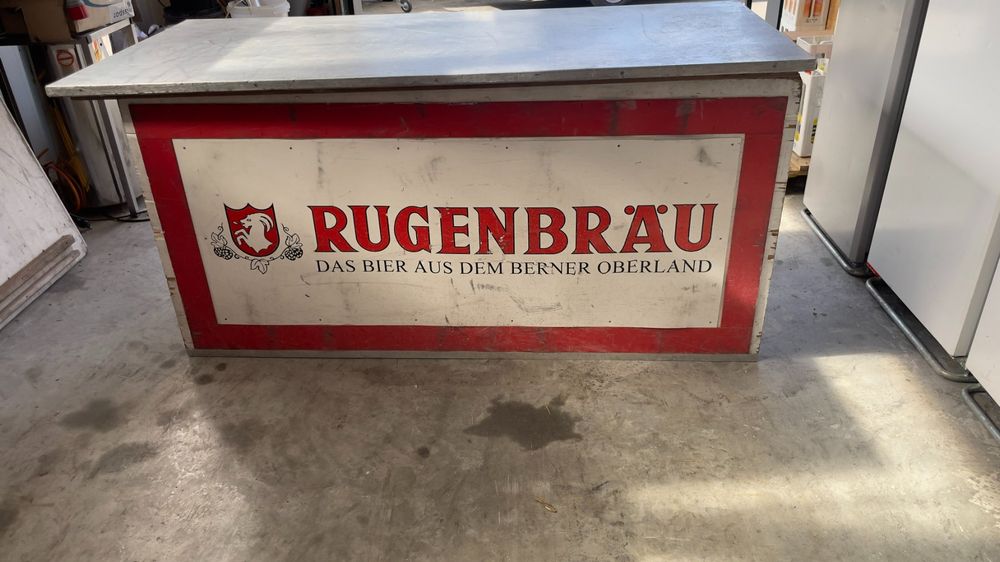 RUGENBRÄU
DAS BIER AUS DEM BERNER OBERLAND